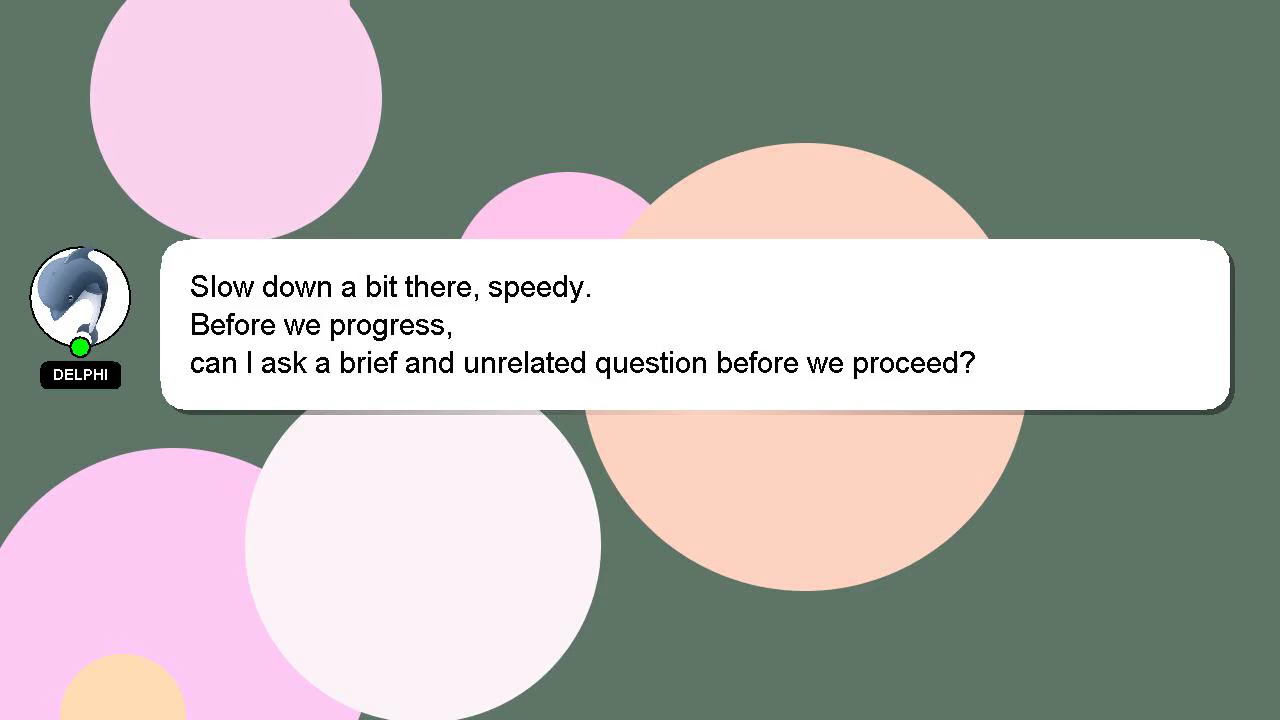 Slow down a bit there, speedy.
Before we progress,
can I ask a brief and unrelated question before we proceed?
DELPHI